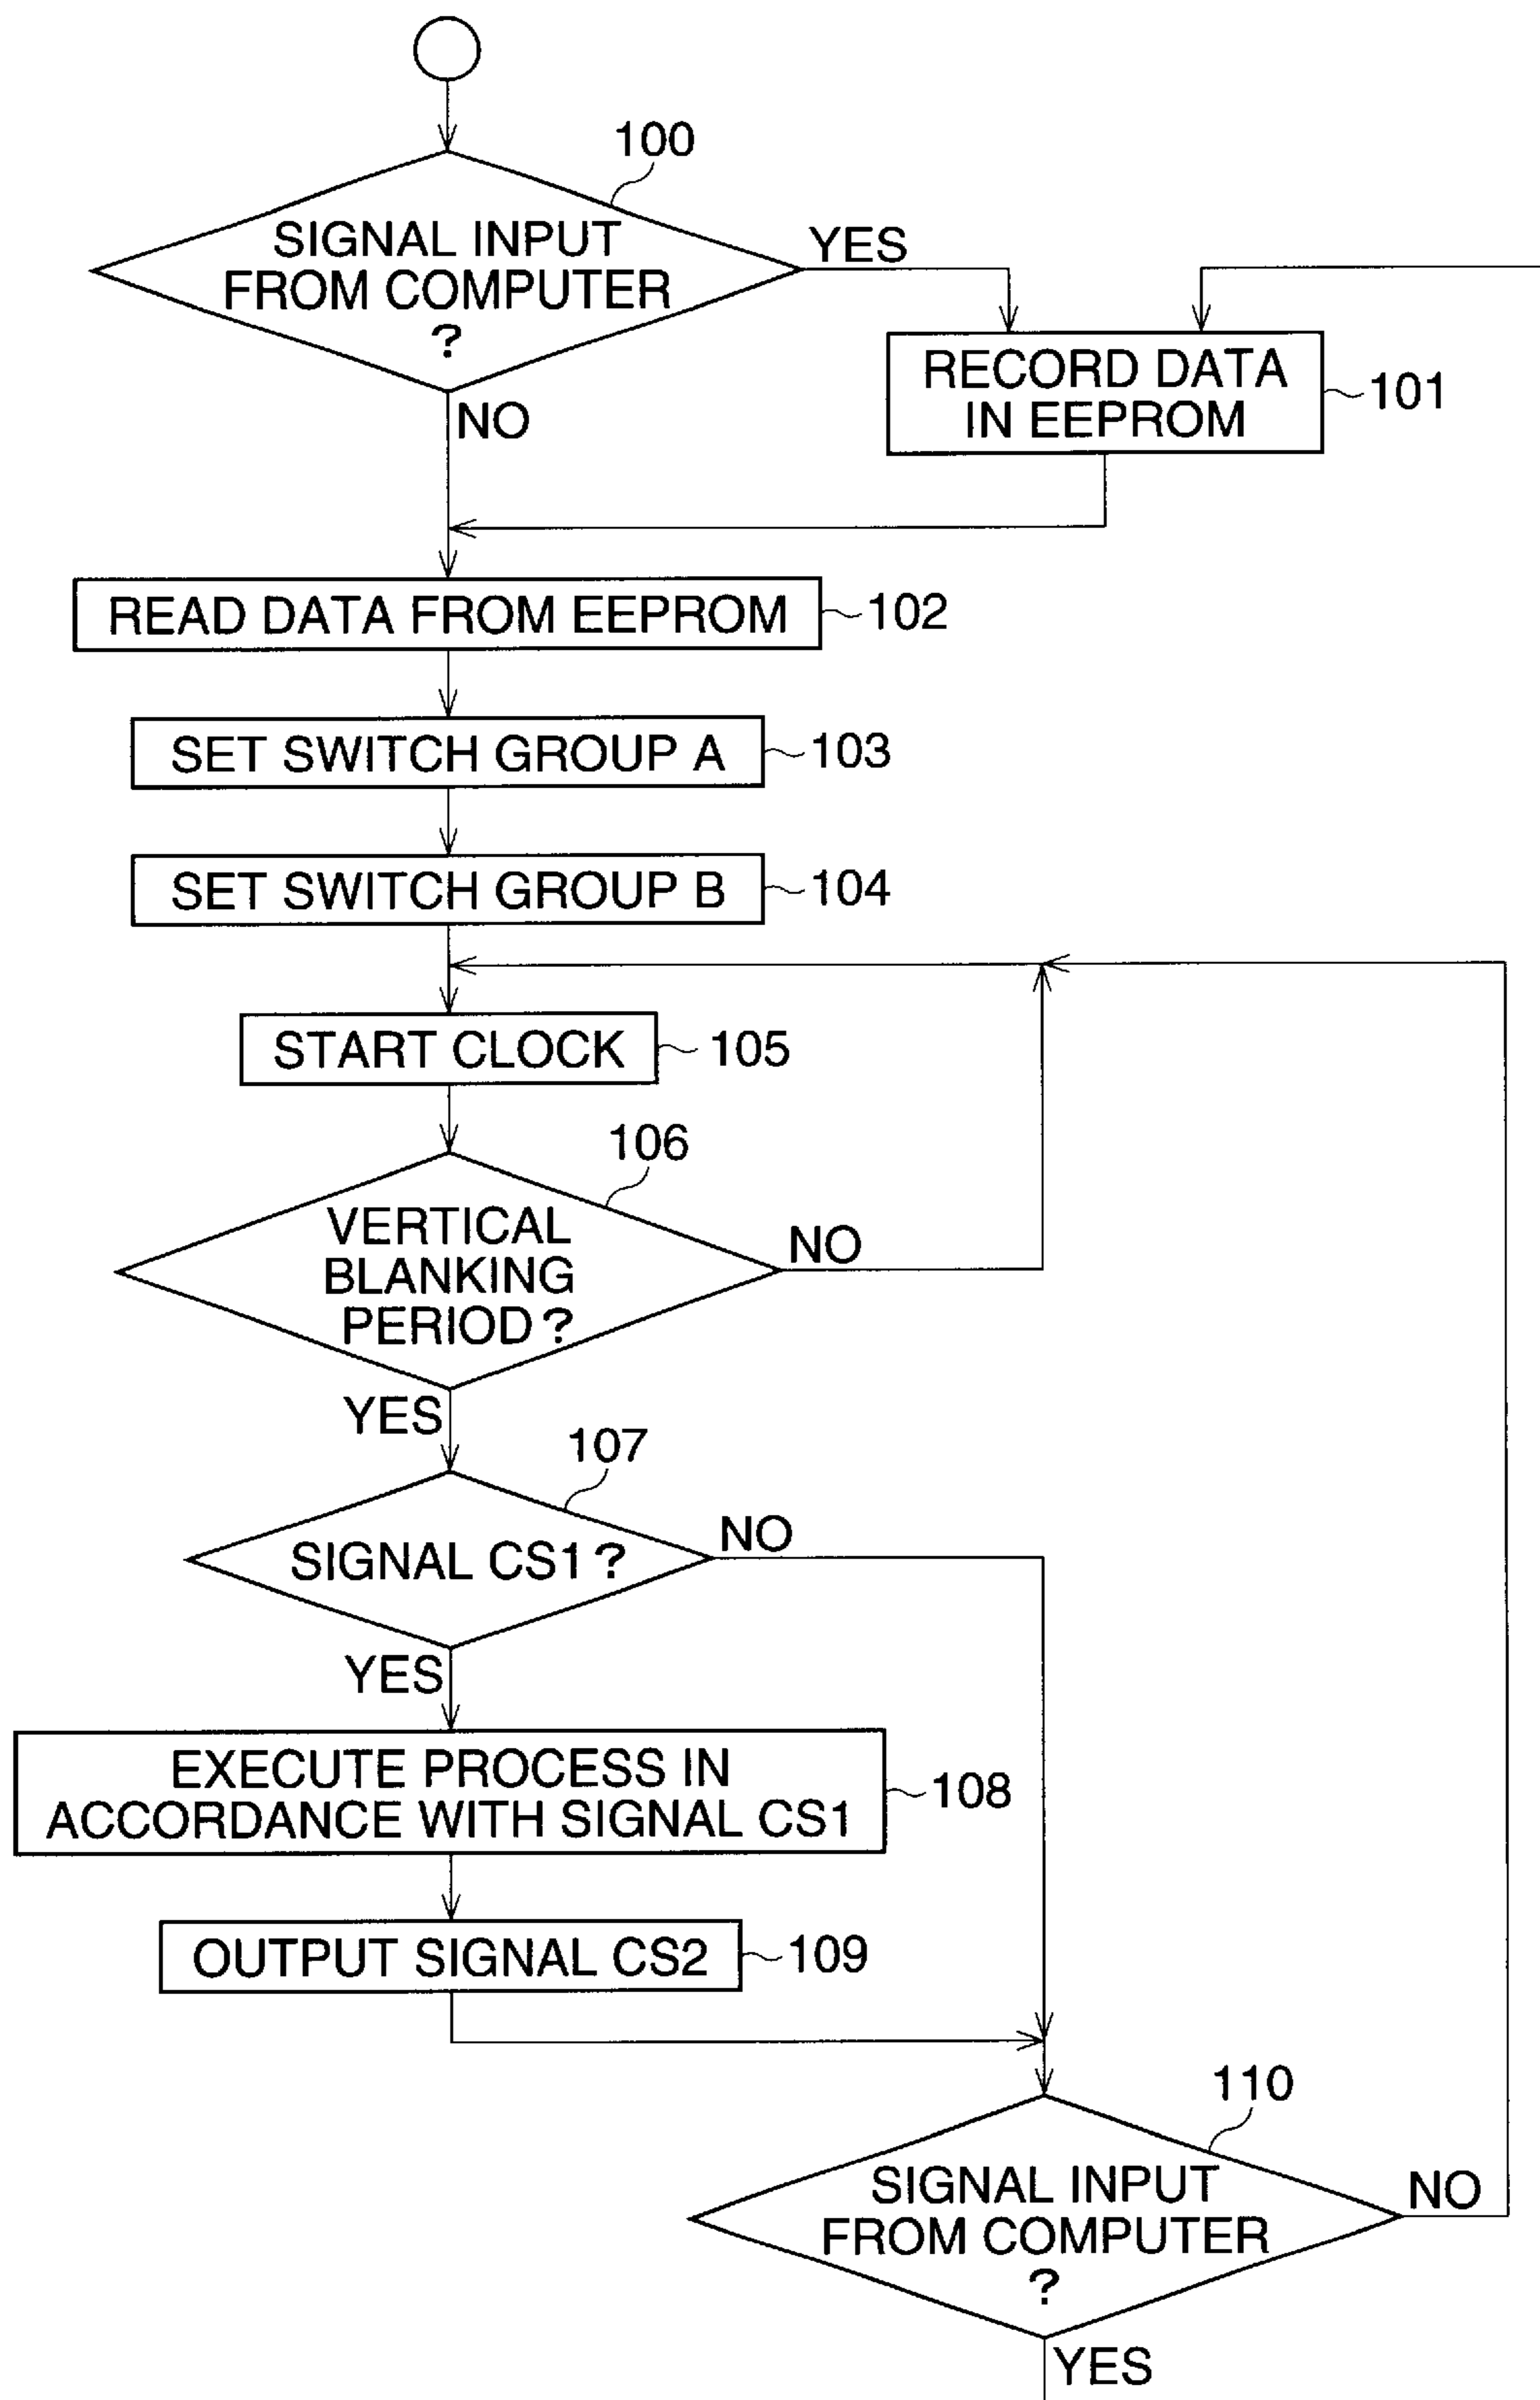 100
SIGNAL INPUT
FROM COMPUTER
?
YES
NO
RECORD DATA
IN EEPROM
101
READ DATA FROM EEPROM
102
SET SWITCH GROUP A
103
SET SWITCH GROUP B
104
START CLOCK
105
106
VERTICAL
BLANKING
PERIOD?
NO
YES
107
SIGNAL CS1?
NO
YES
EXECUTE PROCESS IN
ACCORDANCE WITH SIGNAL CS1
108
OUTPUT SIGNAL CS2
109
110
SIGNAL INPUT
FROM COMPUTER
?
NO
YES